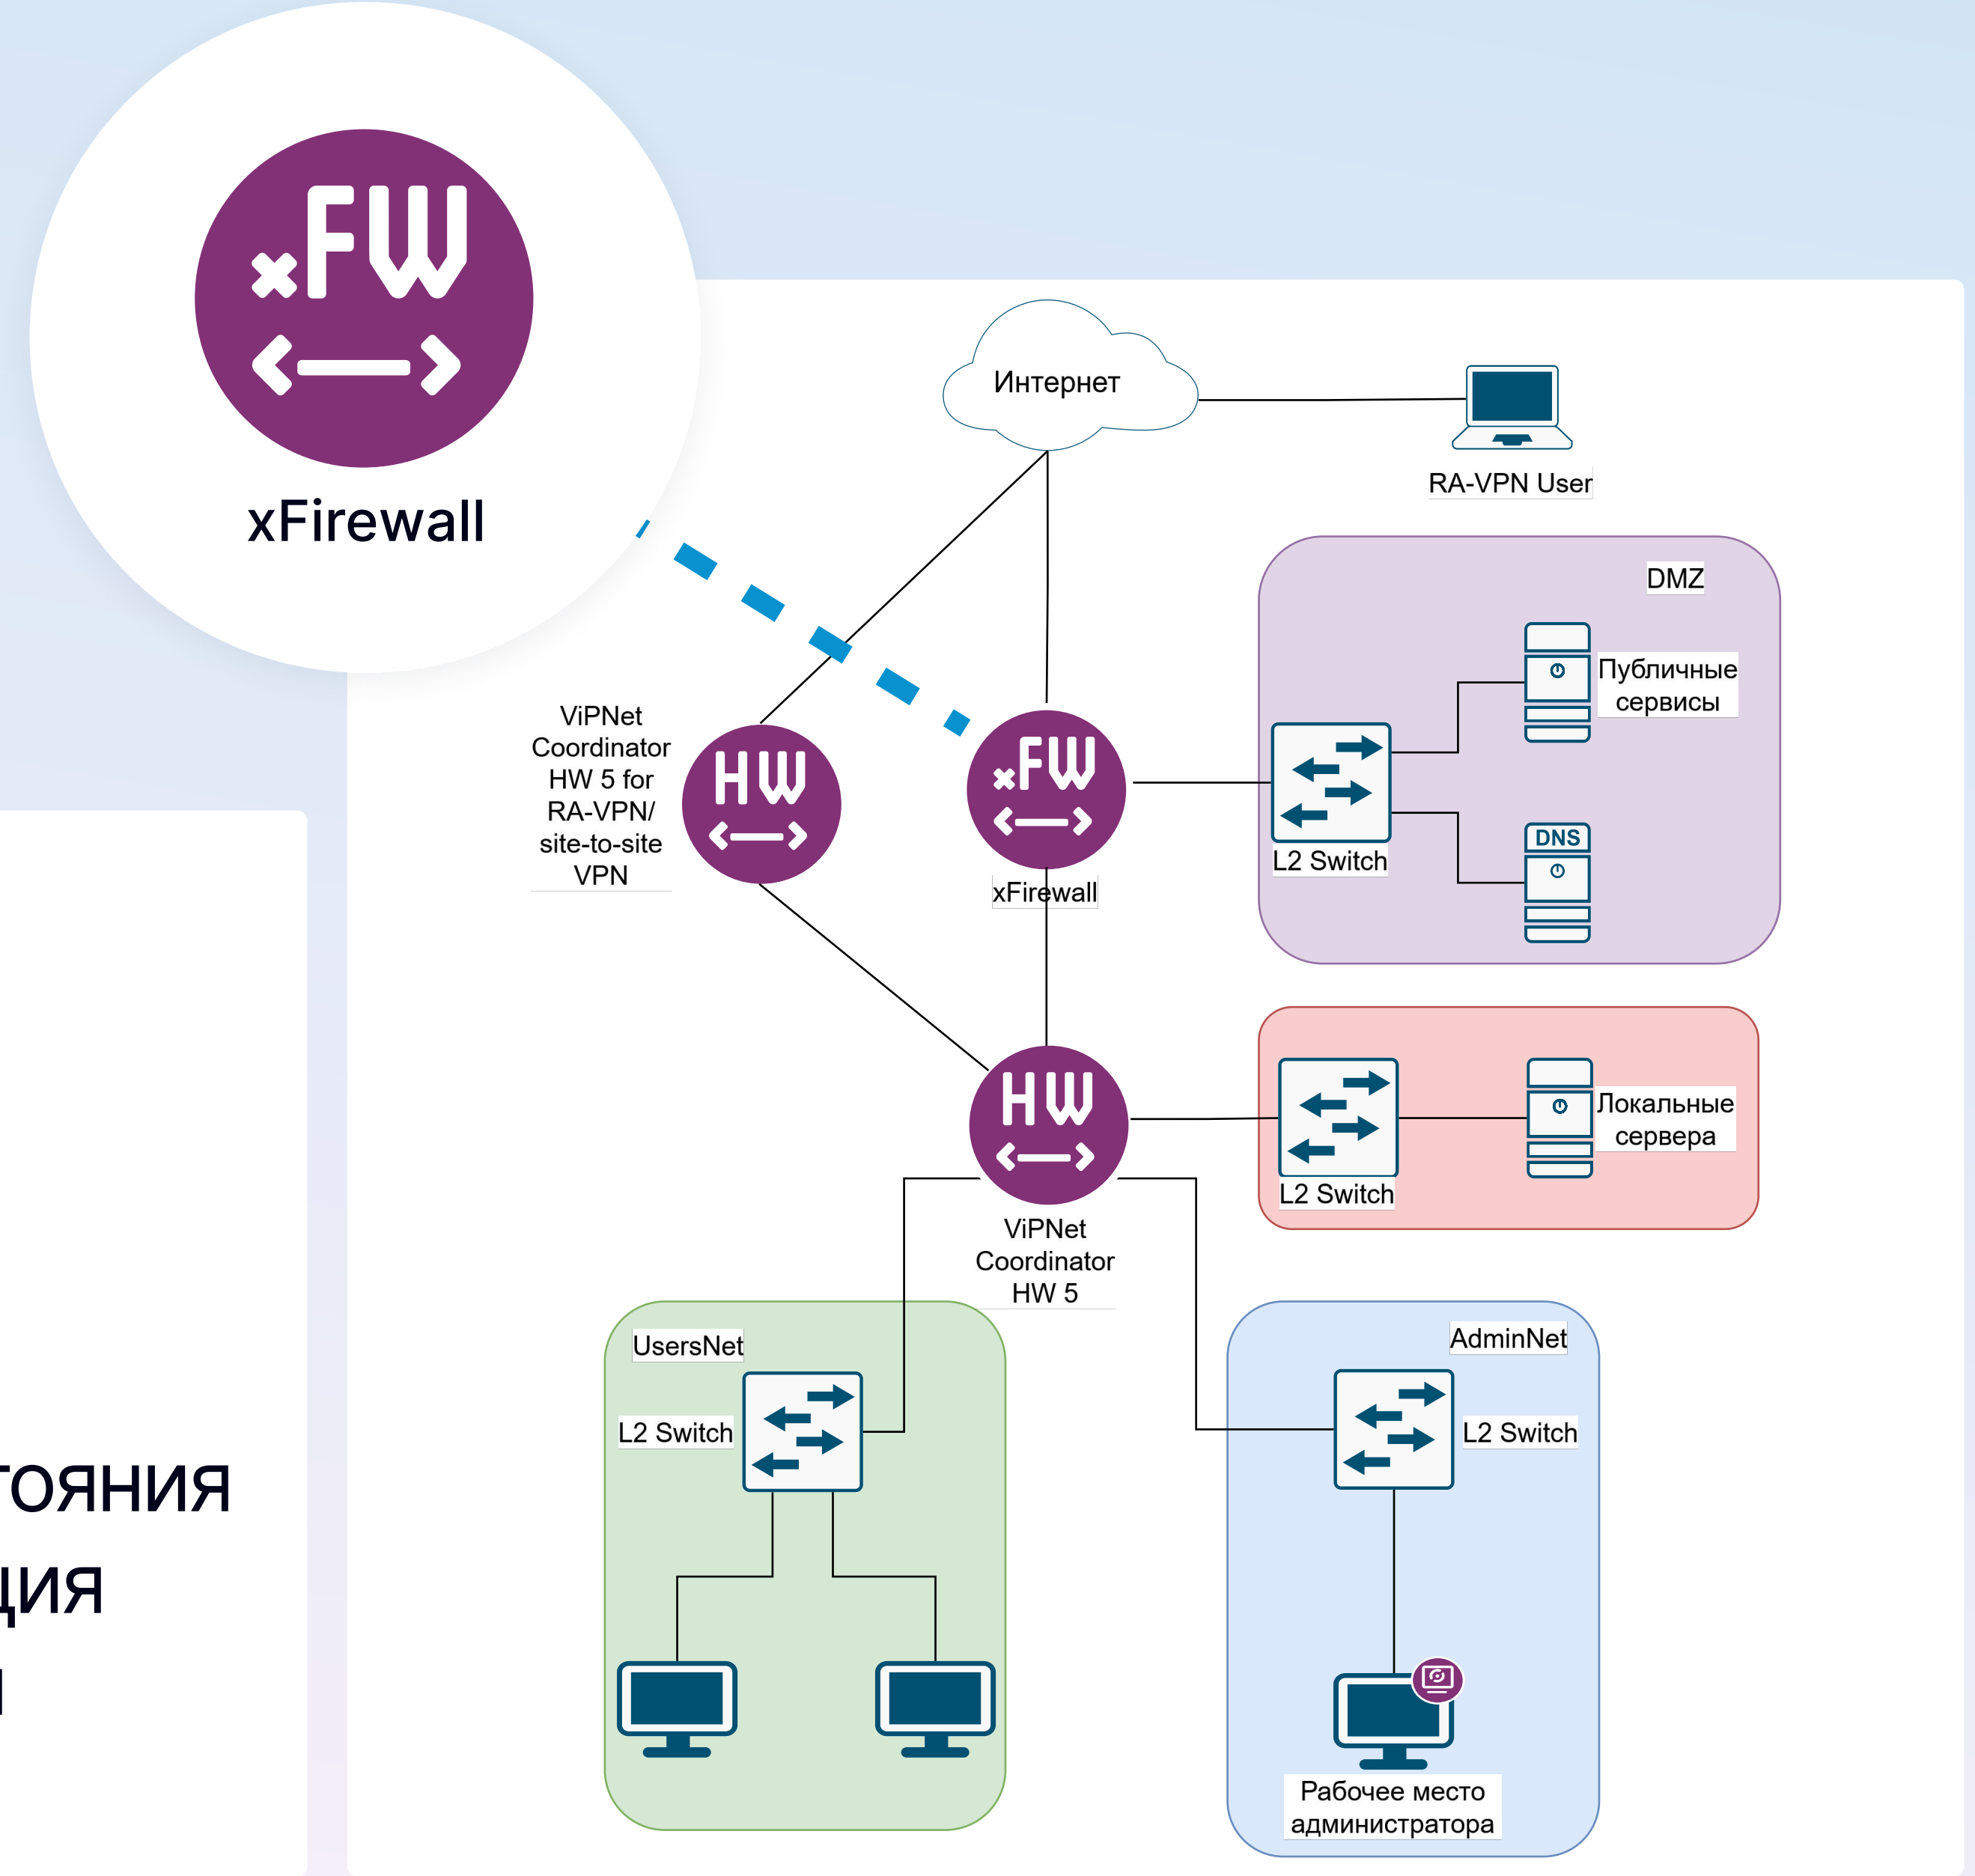 xFW
xFirewall
Интернет
RA-VPN User
DMZ
Публичные
сервисы
DNS
L2 Switch
ViPNet
Coordinator
HW 5 for
RA-VPN/
site-to-site
VPN
HW
xFW
xFirewall
HW
ViPNet
Coordinator
HW 5
L2 Switch
Локальные
сервера
UsersNet
L2 Switch
AdminNet
L2 Switch
Рабочее место
администратора